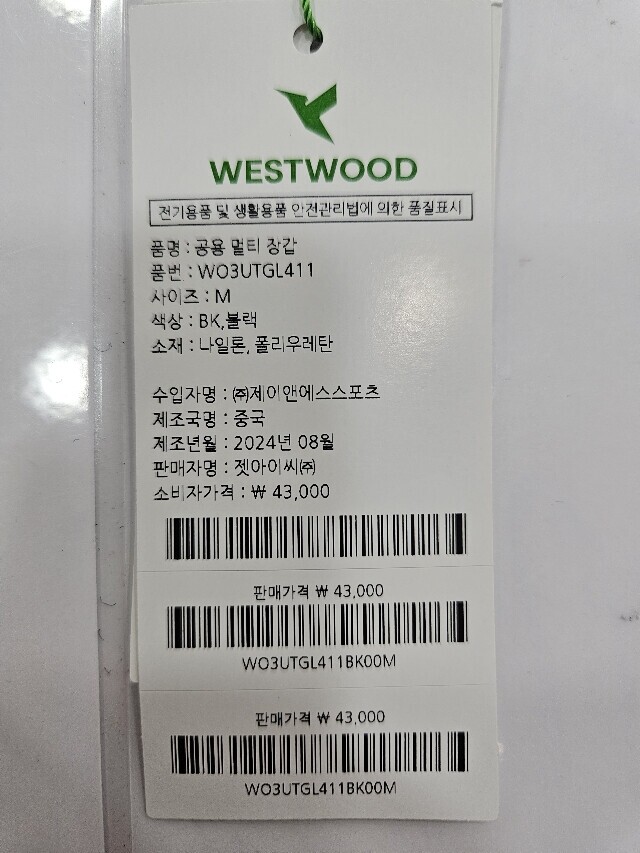 WESTWOOD
전기용품 및 생활용품 안전관리법에 의한 품질표시
품명 : 공용 멀티 장갑
품번 : WO3UTGL411
사이즈 : M
색상 : BK,블랙
소재 : 나일론, 폴리우레탄
수입자명 : ㈜제이앤에스스포츠
제조국명 : 중국
제조년월 : 2024년 08월
판매자명 : 젯아이씨㈜
소비자가격 : ₩ 43,000
판매가격 ₩ 43,000
WO3UTGL411BK00M
판매가격 ₩ 43,000
WO3UTGL411BK00M